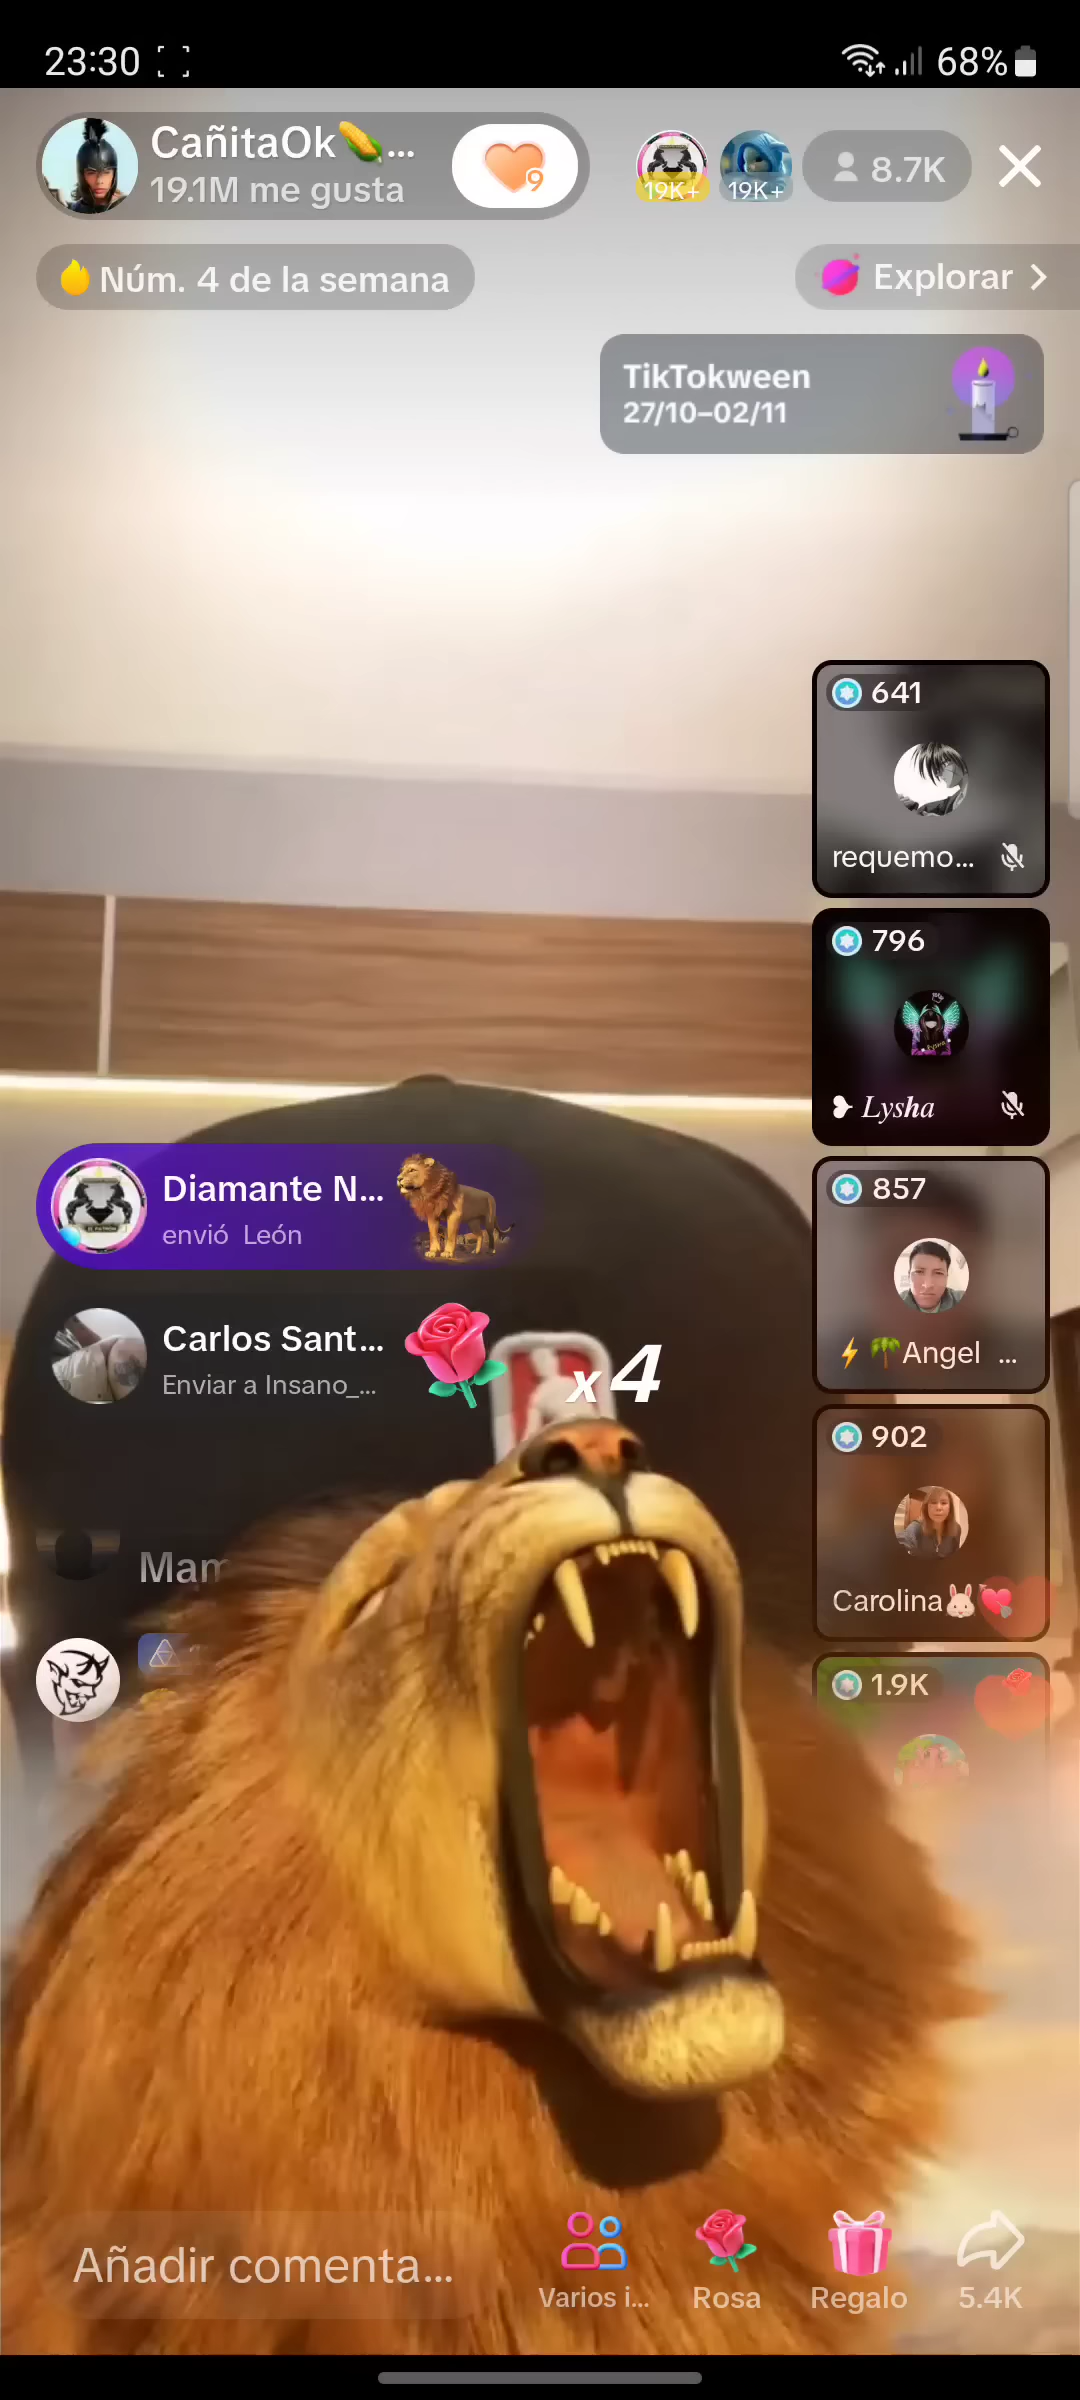 23:30
68%
CañitaOk🌽...
19.1M me gusta
9
19K+
19K+
8.7K
Núm. 4 de la semana
Explorar
TikTokween
27/10–02/11
641
requemo...
796
Lysha
Diamante N...
envió León
857
⚡🌴Angel ...
Carlos Sant...
Enviar a Insano_...
x4
902
Carolina🐰💘
Mam
1.9K
Añadir comenta...
Varios i...
Rosa
Regalo
5.4K